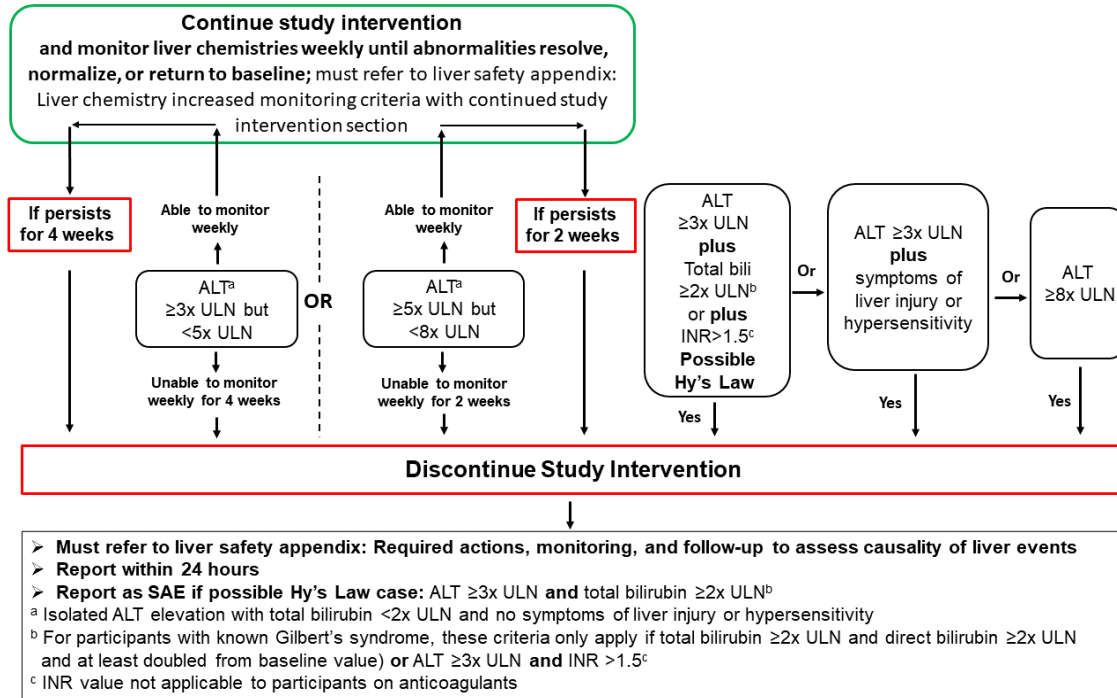 Continue study intervention
and monitor liver chemistries weekly until abnormalities resolve,
normalize, or return to baseline; must refer to liver safety appendix:
Liver chemistry increased monitoring criteria with continued study
intervention section
If persists
for 4 weeks
Able to monitor
weekly
ALTᵃ
≥3x ULN but
<5x ULN
Unable to monitor
weekly for 4 weeks
OR
Able to monitor
weekly
ALTᵃ
≥5x ULN but
<8x ULN
Unable to monitor
weekly for 2 weeks
If persists
for 2 weeks
ALT
≥3x ULN
plus
Total bili
≥2x ULNᵇ
or plus
INR>1.5ᶜ
Possible
Hy's Law
Yes
Or
ALT ≥3x ULN
plus
symptoms of
liver injury or
hypersensitivity
Yes
Or
ALT
≥8x ULN
Yes
Discontinue Study Intervention
➢ Must refer to liver safety appendix: Required actions, monitoring, and follow-up to assess causality of liver events
➢ Report within 24 hours
➢ Report as SAE if possible Hy's Law case: ALT ≥3x ULN and total bilirubin ≥2x ULNᵇ
ᵃ Isolated ALT elevation with total bilirubin <2x ULN and no symptoms of liver injury or hypersensitivity
ᵇ For participants with known Gilbert's syndrome, these criteria only apply if total bilirubin ≥2x ULN and direct bilirubin ≥2x ULN
and at least doubled from baseline value) or ALT ≥3x ULN and INR >1.5ᶜ
ᶜ INR value not applicable to participants on anticoagulants